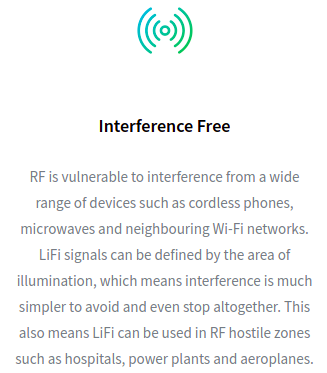 Interference Free
RF is vulnerable to interference from a wide
range of devices such as cordless phones,
microwaves and neighbouring Wi-Fi networks.
LiFi signals can be defined by the area of
illumination, which means interference is much
simpler to avoid and even stop altogether. This
also means LiFi can be used in RF hostile zones
such as hospitals, power plants and aeroplanes.